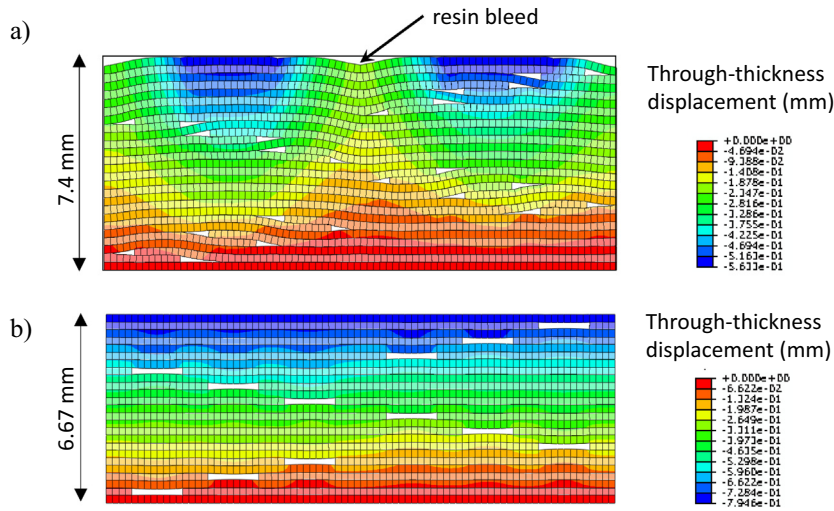 resin bleed
a)
7.4 mm
Through-thickness
displacement (mm)
+0.000e+00
-4.694e-02
-9.388e-02
-1.408e-01
-1.878e-01
-2.347e-01
-2.816e-01
-3.286e-01
-3.755e-01
-4.225e-01
-4.694e-01
-5.163e-01
-5.633e-01
b)
6.67 mm
Through-thickness
displacement (mm)
+0.000e+00
-6.622e-02
-1.324e-01
-1.987e-01
-2.649e-01
-3.311e-01
-3.973e-01
-4.635e-01
-5.298e-01
-5.960e-01
-6.622e-01
-7.284e-01
-7.946e-01